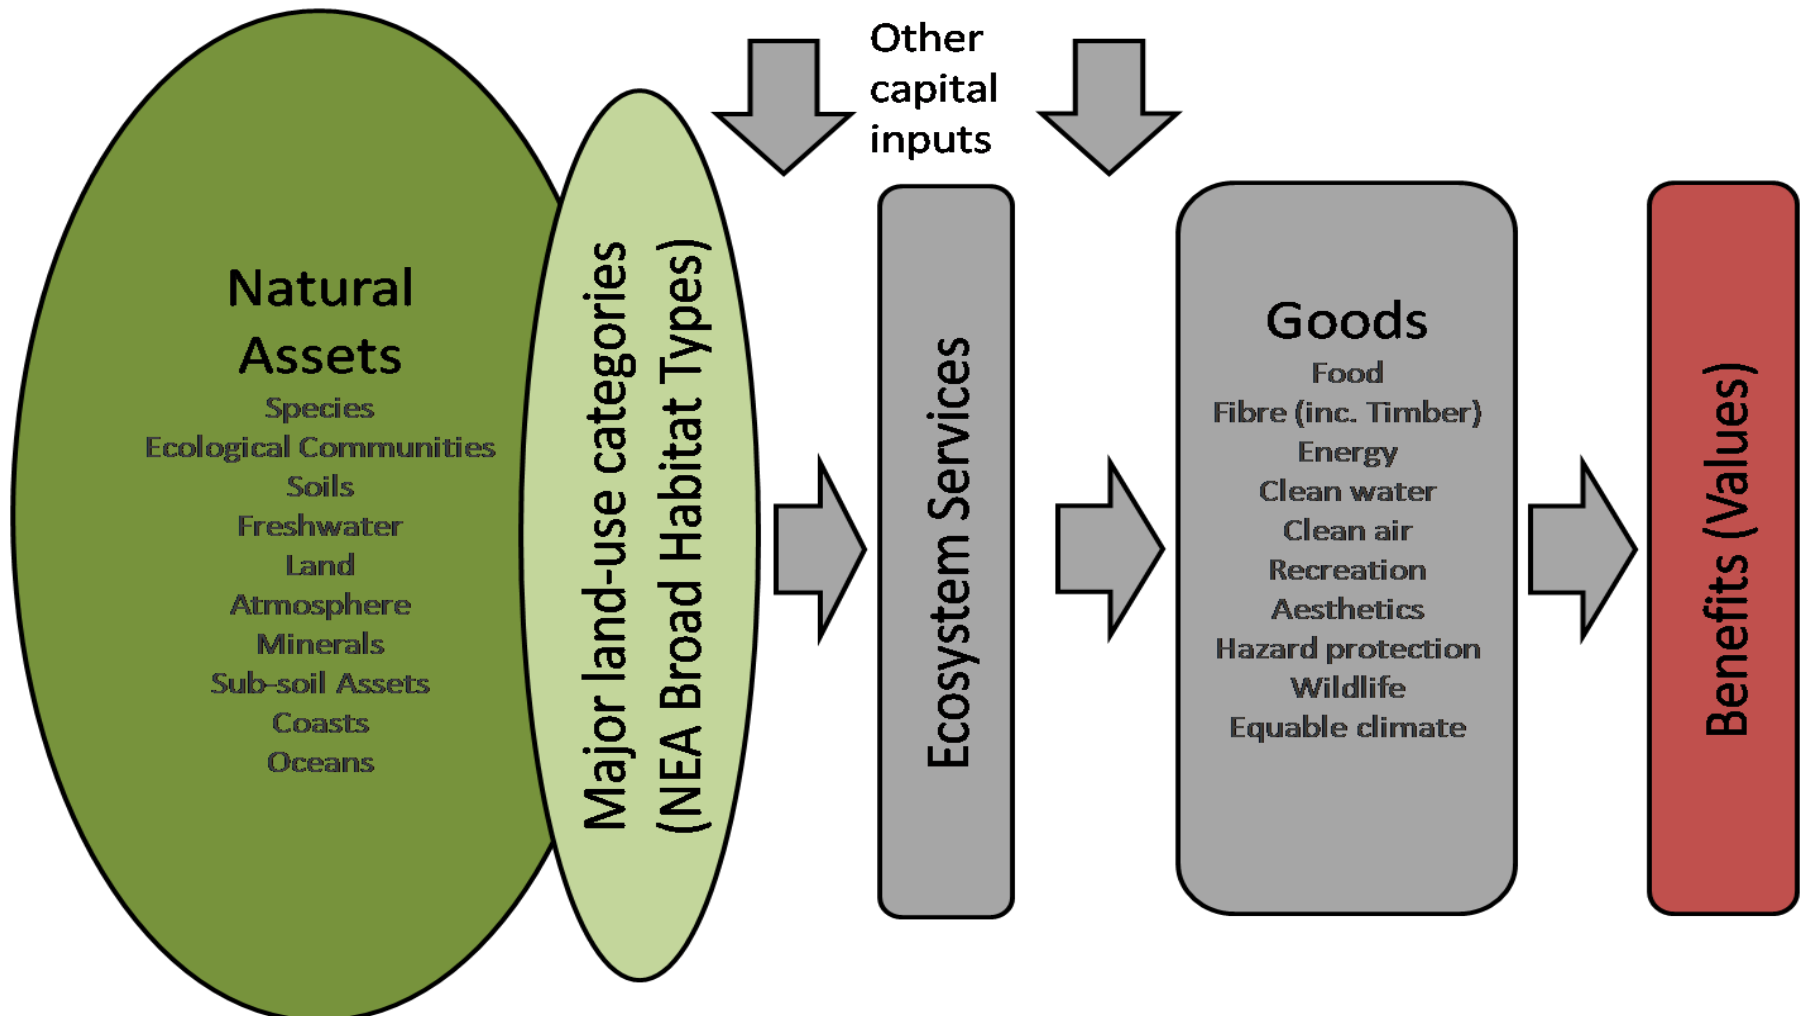 Natural
Assets
Species
Ecological Communities
Soils
Freshwater
Land
Atmosphere
Minerals
Sub-soil Assets
Coasts
Oceans
Major land-use categories
(NEA Broad Habitat Types)
Other
capital
inputs
Ecosystem Services
Goods
Food
Fibre (inc. Timber)
Energy
Clean water
Clean air
Recreation
Aesthetics
Hazard protection
Wildlife
Equable climate
Benefits (Values)